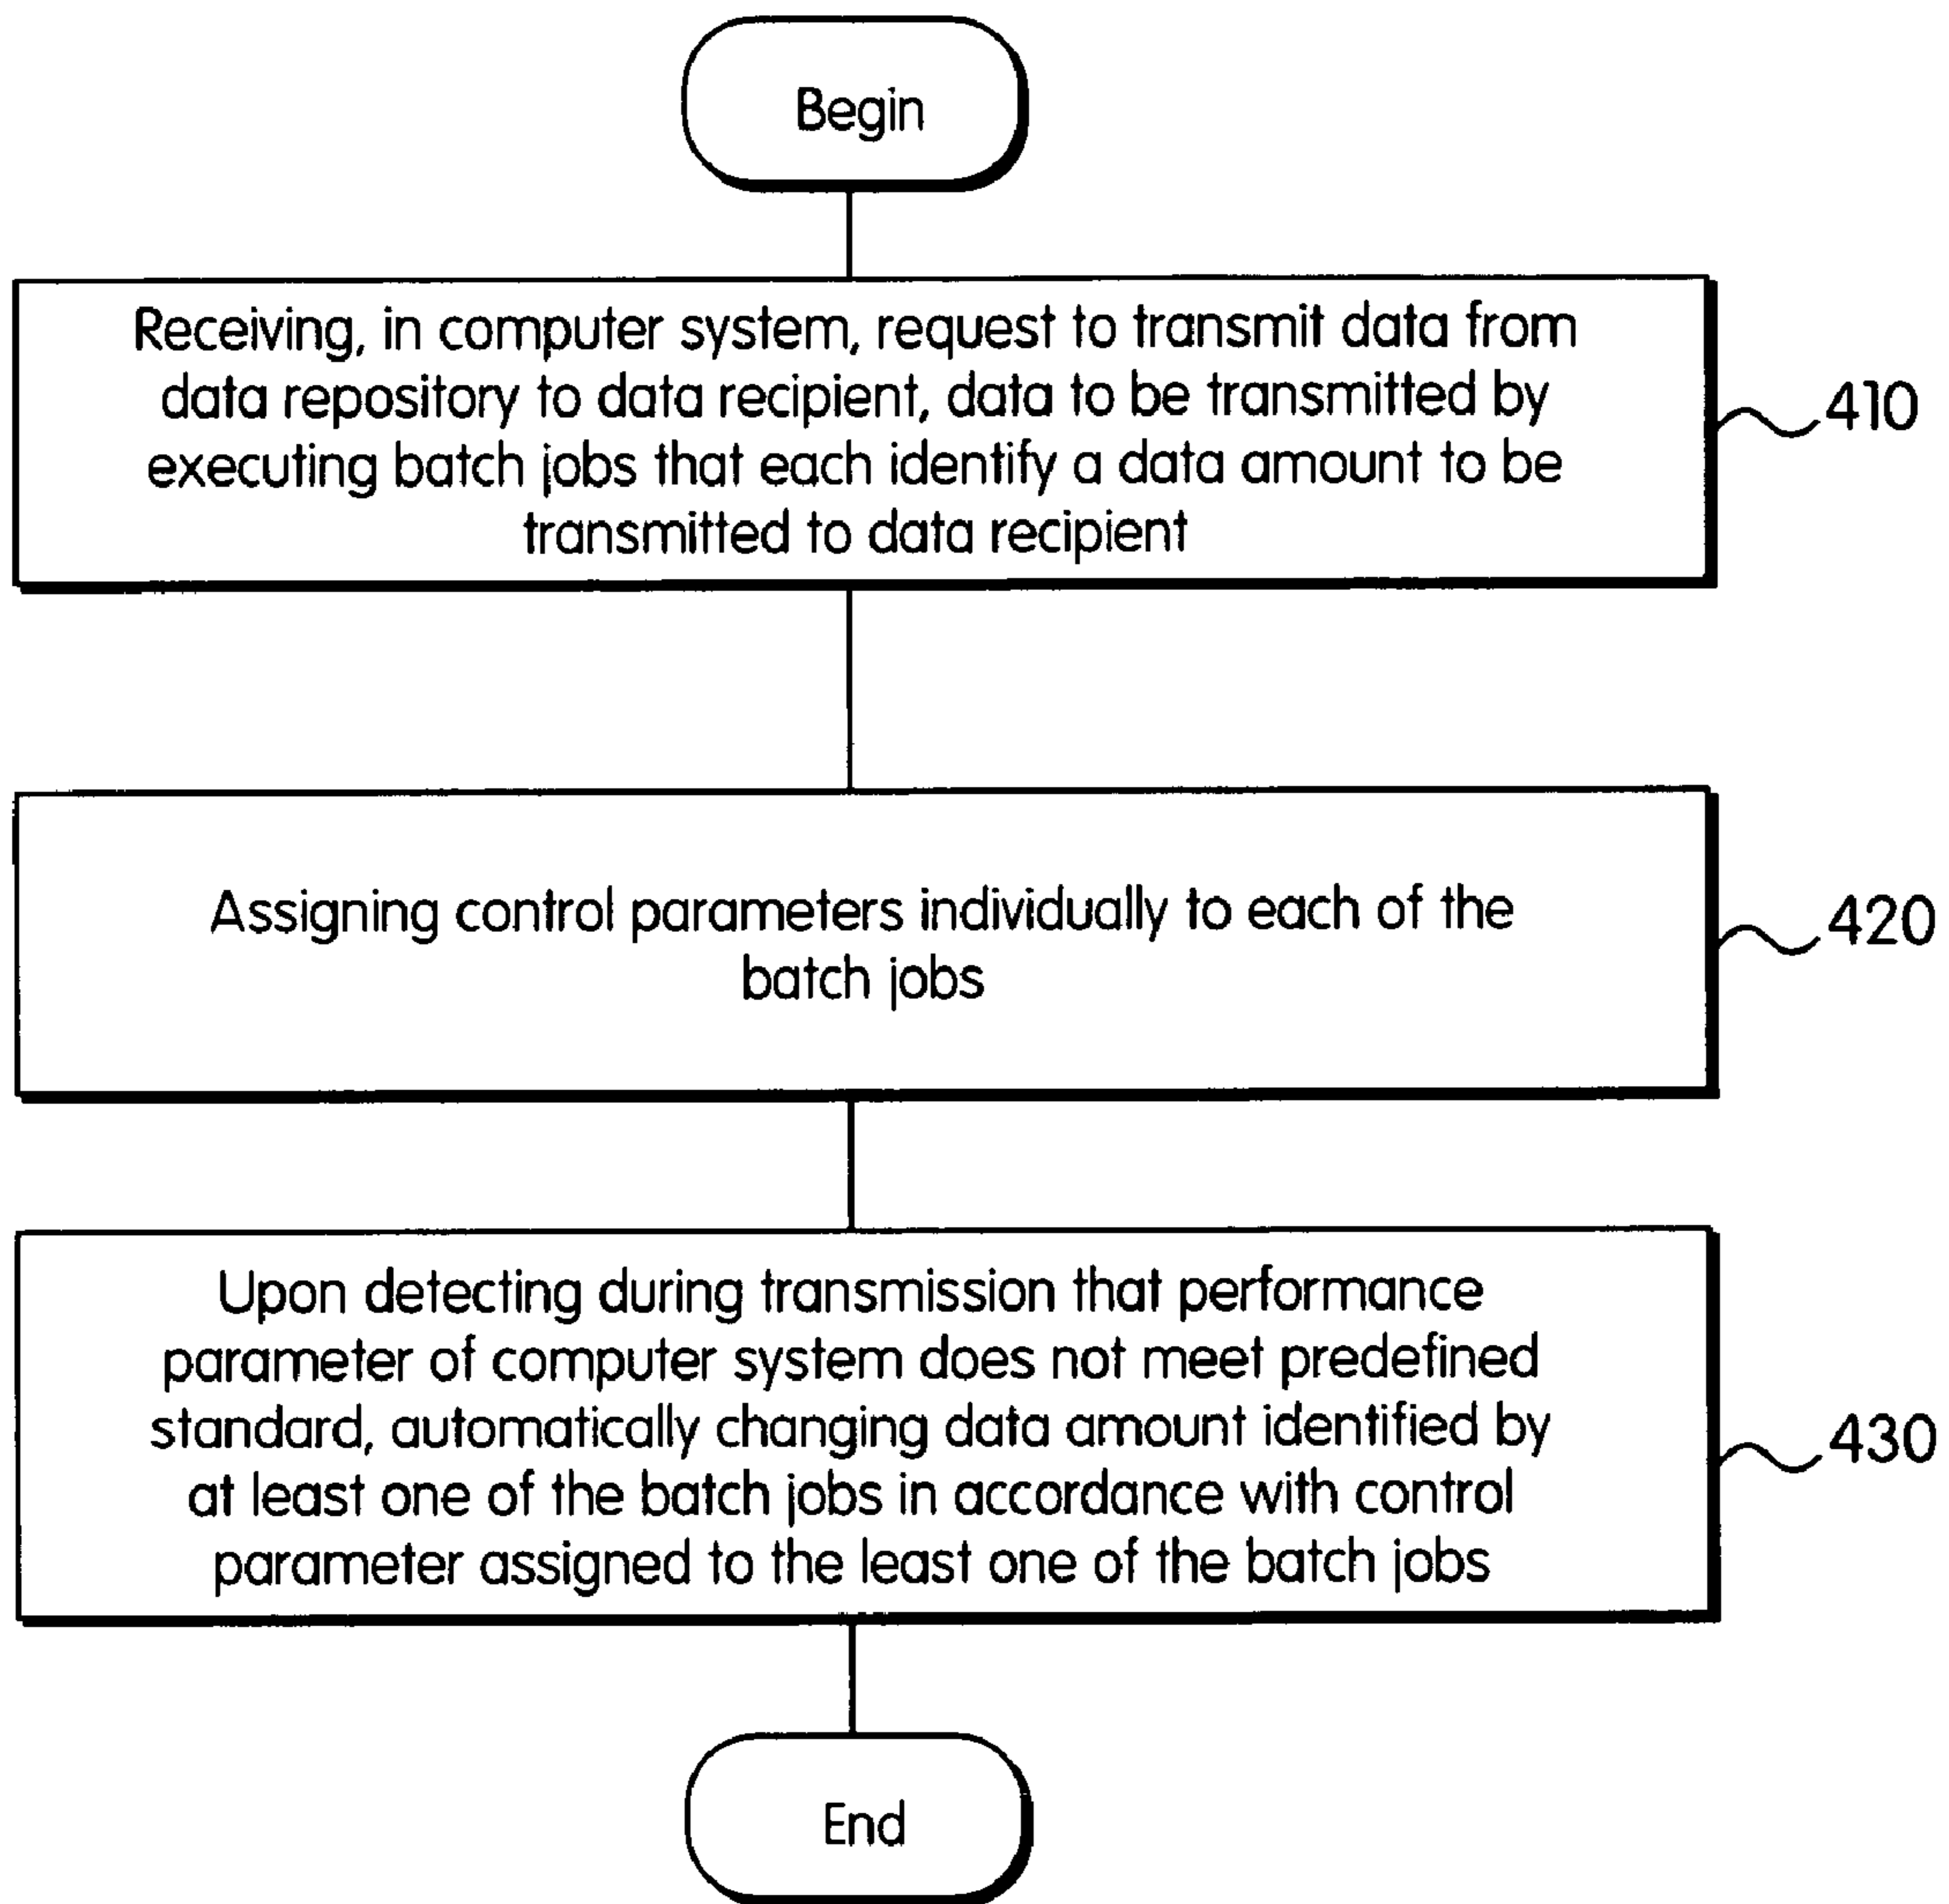 Begin
Receiving, in computer system, request to transmit data from
data repository to data recipient, data to be transmitted by
executing batch jobs that each identify a data amount to be
transmitted to data recipient
410
Assigning control parameters individually to each of the
batch jobs
420
Upon detecting during transmission that performance
parameter of computer system does not meet predefined
standard, automatically changing data amount identified by
at least one of the batch jobs in accordance with control
parameter assigned to the least one of the batch jobs
430
End